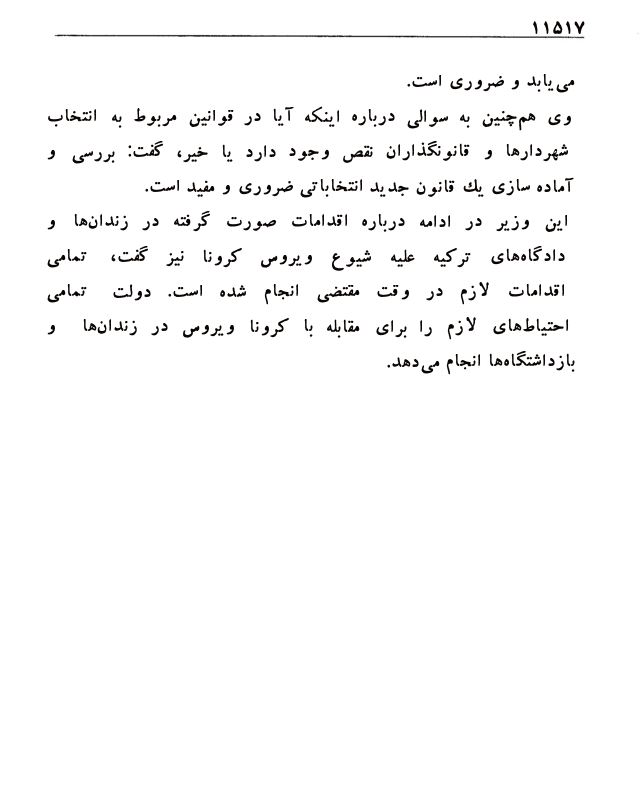 ۱۱۵۱۷
می‌یابد و ضروری است.
وی هم‌چنین به سوالی درباره اینکه آیا در قوانین مربوط به انتخاب
شهردارها و قانونگذاران نقص وجود دارد یا خیر، گفت: بررسی و
آماده سازی یك قانون جدید انتخاباتی ضروری و مفید است.
این وزیر در ادامه درباره اقدامات صورت گرفته در زندان‌ها و
دادگاه‌های ترکیه علیه شیوع ویروس کرونا نیز گفت، تمامی
اقدامات لازم در وقت مقتضی انجام شده است. دولت تمامی
احتیاط‌های لازم را برای مقابله با کرونا ویروس در زندان‌ها و
بازداشتگاه‌ها انجام می‌دهد.